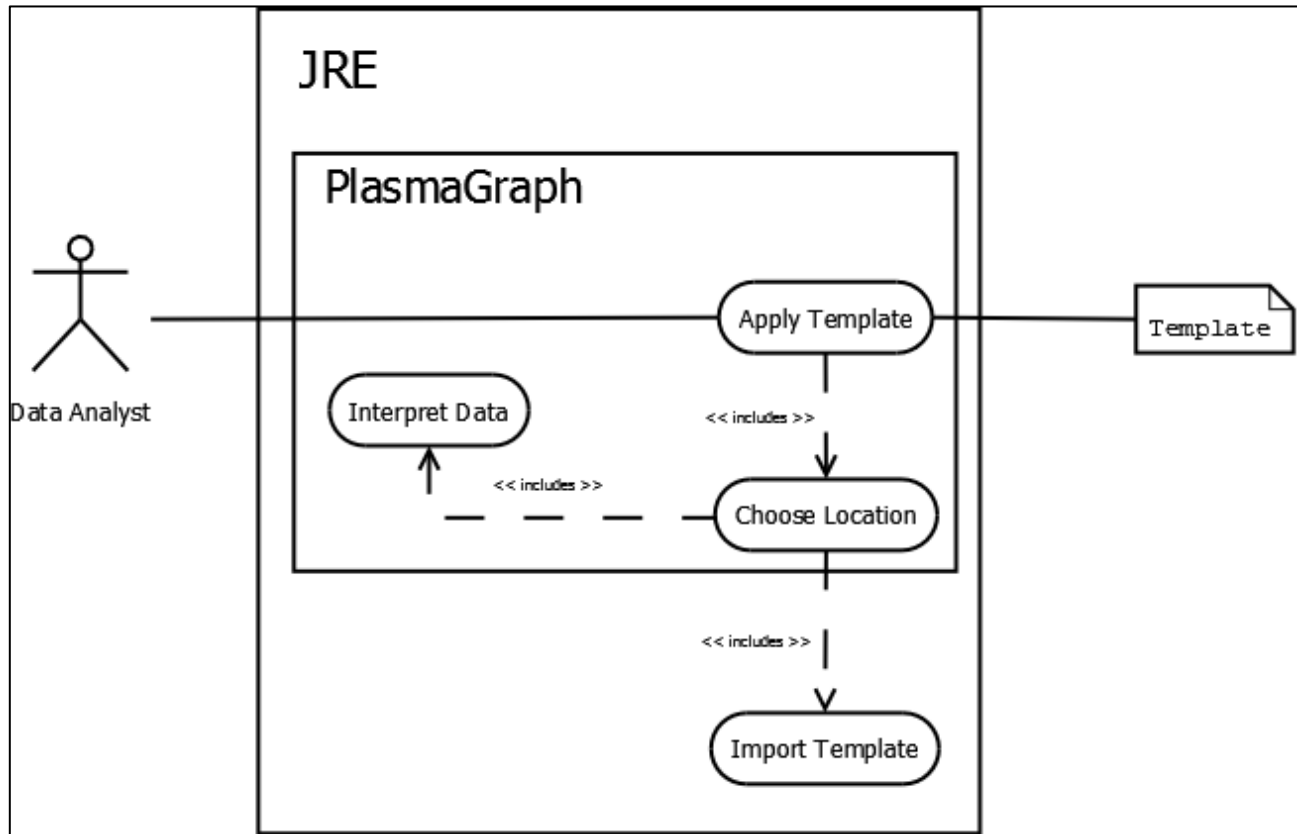 JRE
PlasmaGraph
Apply Template
Template
Data Analyst
Interpret Data
<< includes >>
<< includes >>
Choose Location
<< includes >>
Import Template